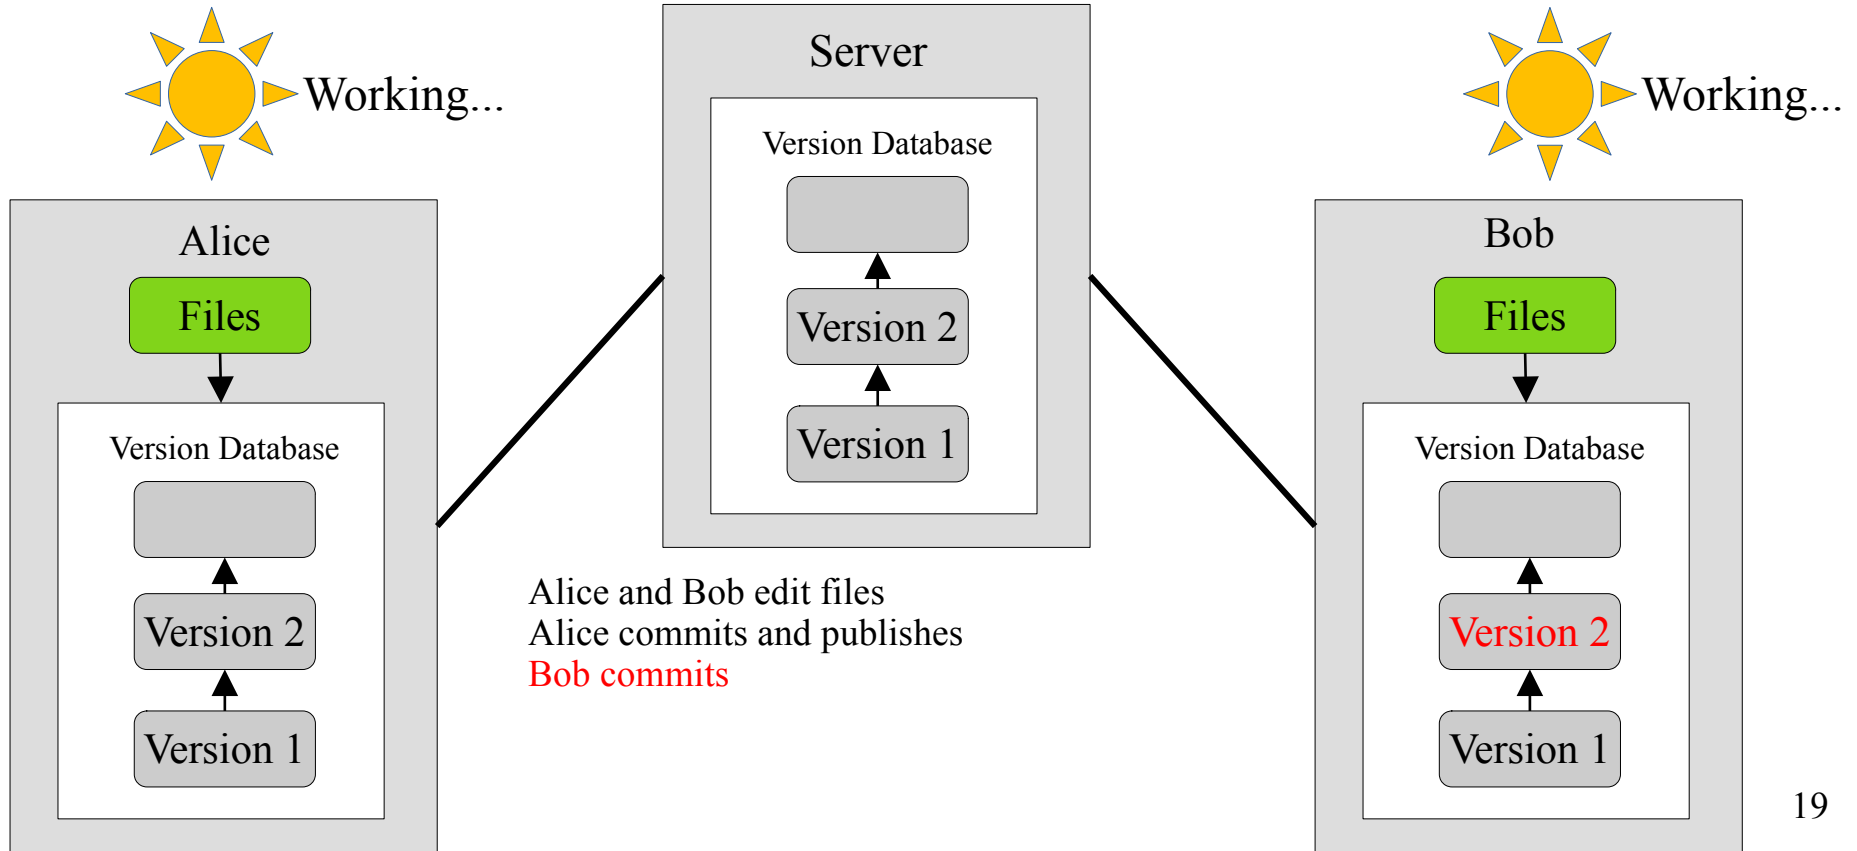 Working...
Alice
Files
Version Database
Version 2
Version 1
Server
Version Database
Version 2
Version 1
Alice and Bob edit files
Alice commits and publishes
Bob commits
Working...
Bob
Files
Version Database
Version 2
Version 1
19